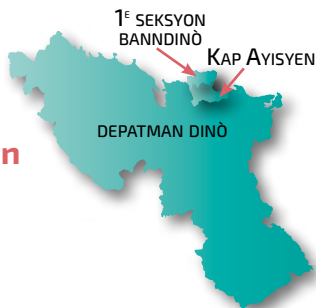 1E SEKSYON
BANNDINÒ
KAP AYISYEN
DEPATMAN DINÒ
n